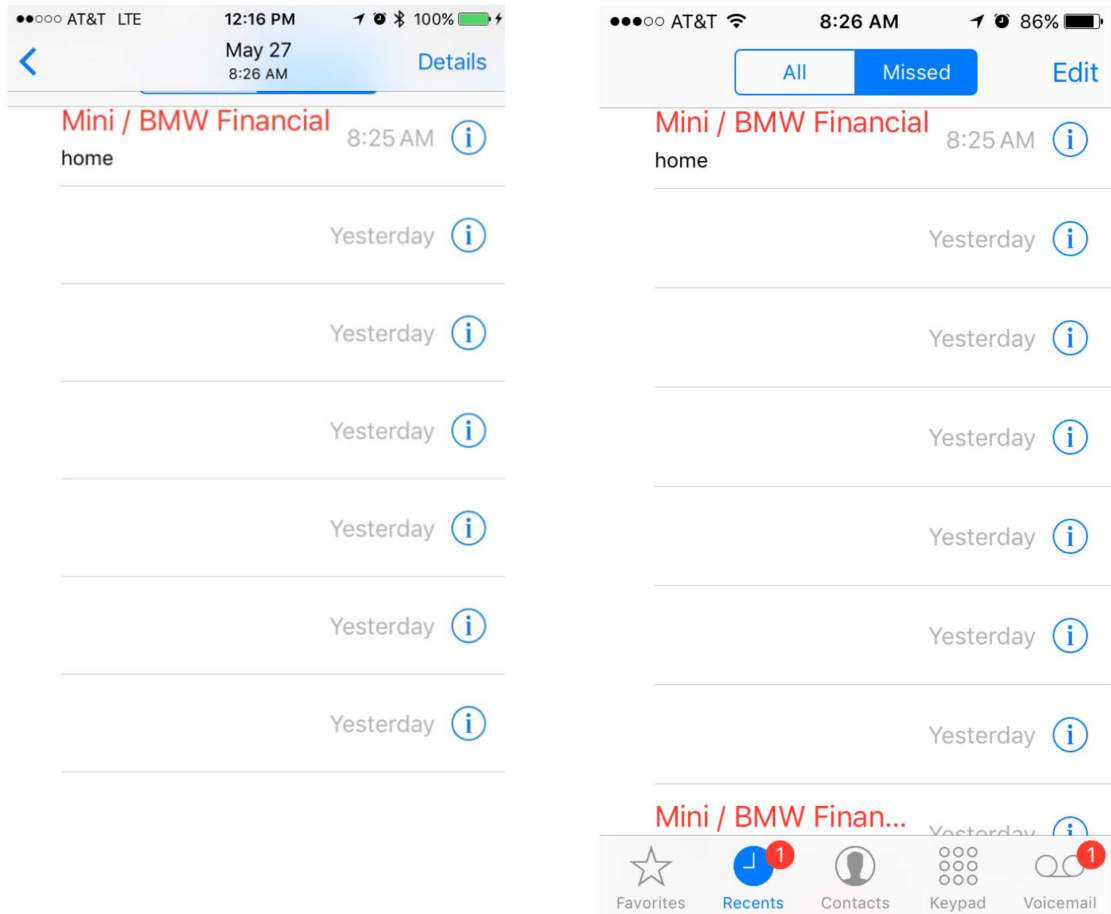 AT&T LTE 12:16 PM 100%
May 27
8:26 AM
Details
Mini / BMW Financial
8:25 AM
home
Yesterday
Yesterday
Yesterday
Yesterday
Yesterday
Yesterday
AT&T 8:26 AM 86%
All Missed Edit
Mini / BMW Financial
8:25 AM
home
Yesterday
Yesterday
Yesterday
Yesterday
Yesterday
Yesterday
Mini / BMW Finan... Yesterday
1 1
Favorites Recents Contacts Keypad Voicemail